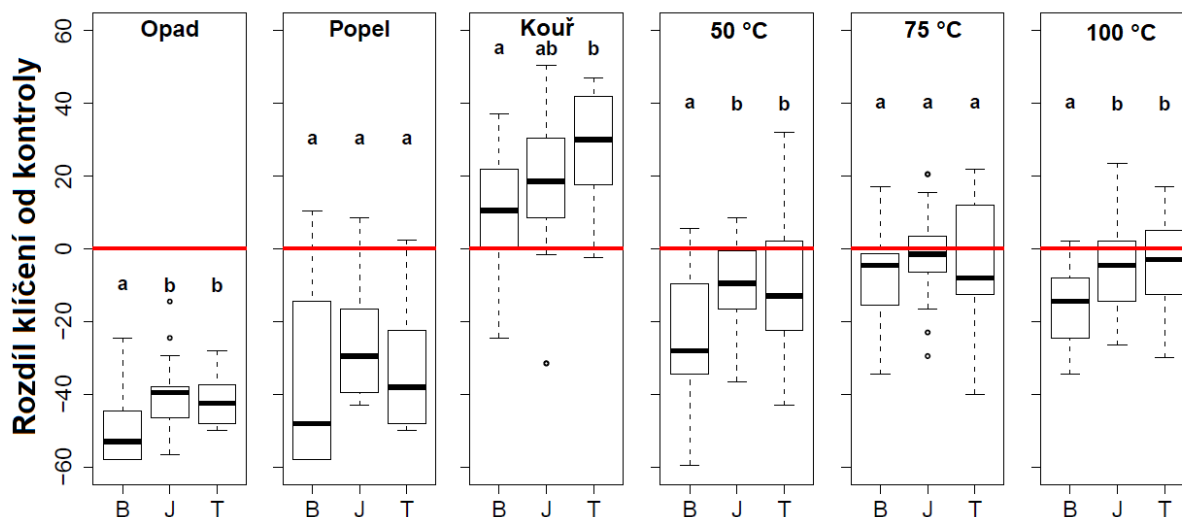 Rozdíl klíčení od kontroly
60
40
20
0
−20
−40
−60
Opad
a b b
B J T
Popel
a a a
B J T
Kouř
a ab b
B J T
50 °C
a b b
B J T
75 °C
a a a
B J T
100 °C
a b b
B J T